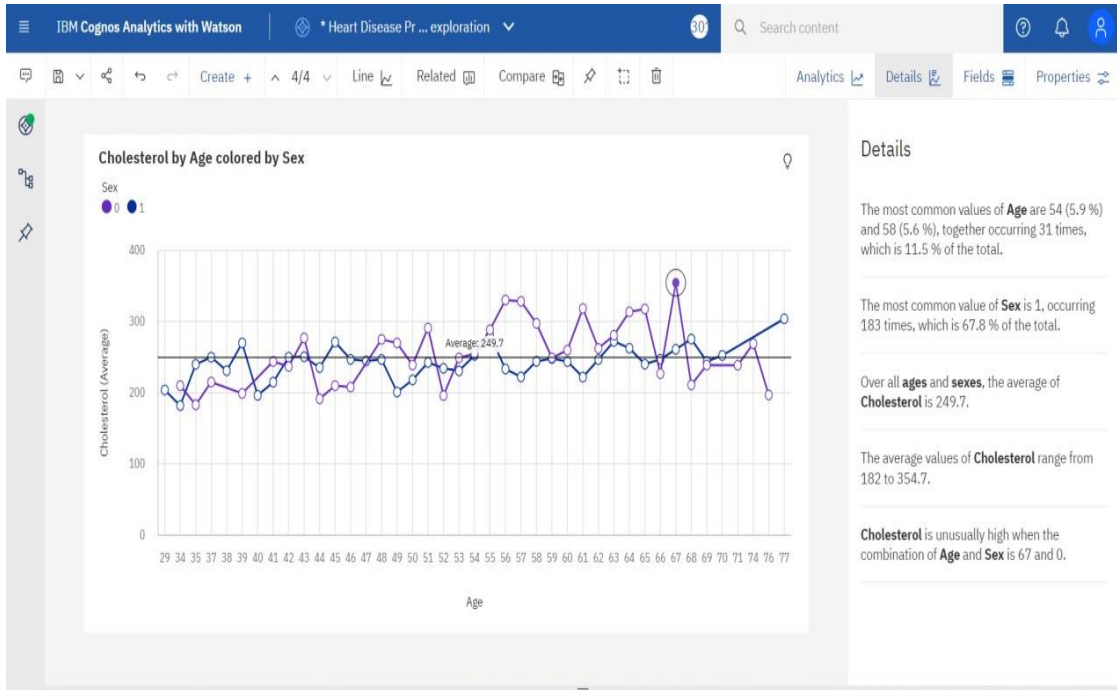 IBM Cognos Analytics with Watson
* Heart Disease Pr ... exploration
Search content
Create +
4/4
Line
Related
Compare
Analytics
Details
Fields
Properties
Cholesterol by Age colored by Sex
Sex
0 1
400
300
200
100
0
Cholesterol (Average)
Average: 249.7
29 34 35 37 38 39 40 41 42 43 44 45 46 47 48 49 50 51 52 53 54 55 56 57 58 59 60 61 62 63 64 65 66 67 68 69 70 71 74 76 77
Age
Details
The most common values of Age are 54 (5.9 %)
and 58 (5.6 %), together occurring 31 times,
which is 11.5 % of the total.
The most common value of Sex is 1, occurring
183 times, which is 67.8 % of the total.
Over all ages and sexes, the average of
Cholesterol is 249.7.
The average values of Cholesterol range from
182 to 354.7.
Cholesterol is unusually high when the
combination of Age and Sex is 67 and 0.